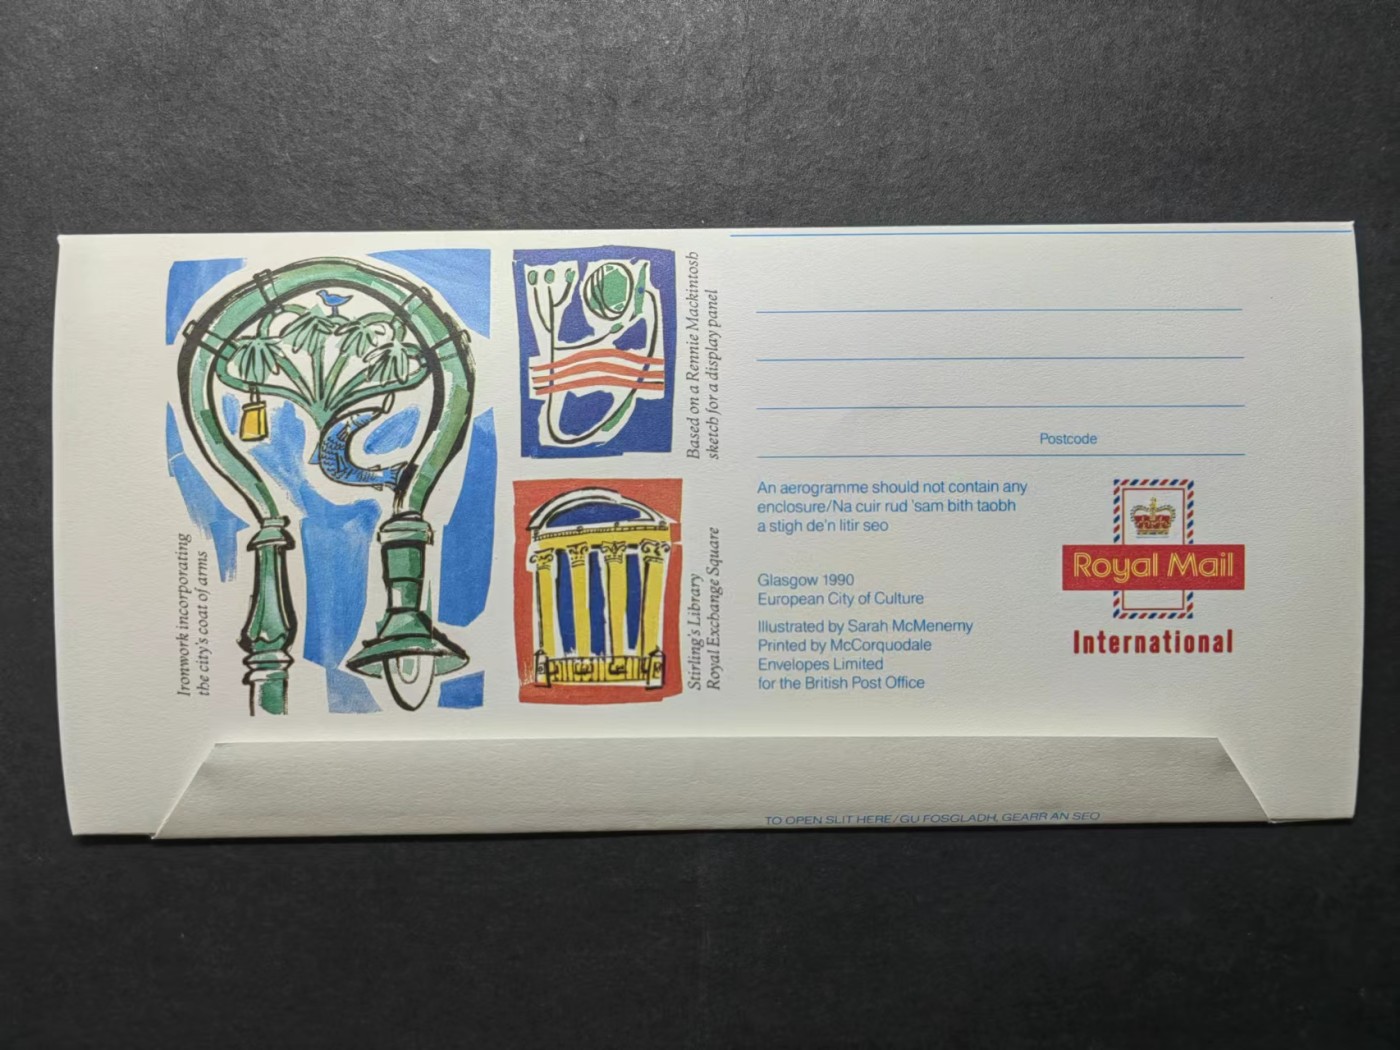 Ironwork incorporating
the city's coat of arms
Based on a Rennie Mackintosh
sketch for a display panel
Stirling's Library
Royal Exchange Square
Postcode
An aerogramme should not contain any
enclosure/Na cuir rud 'sam bith taobh
a stigh de'n litir seo
Glasgow 1990
European City of Culture
Illustrated by Sarah McMenemy
Printed by McCorquodale
Envelopes Limited
for the British Post Office
Royal Mail
International
TO OPEN SLIT HERE/GU FOSGLADH, GEARR AN SEO